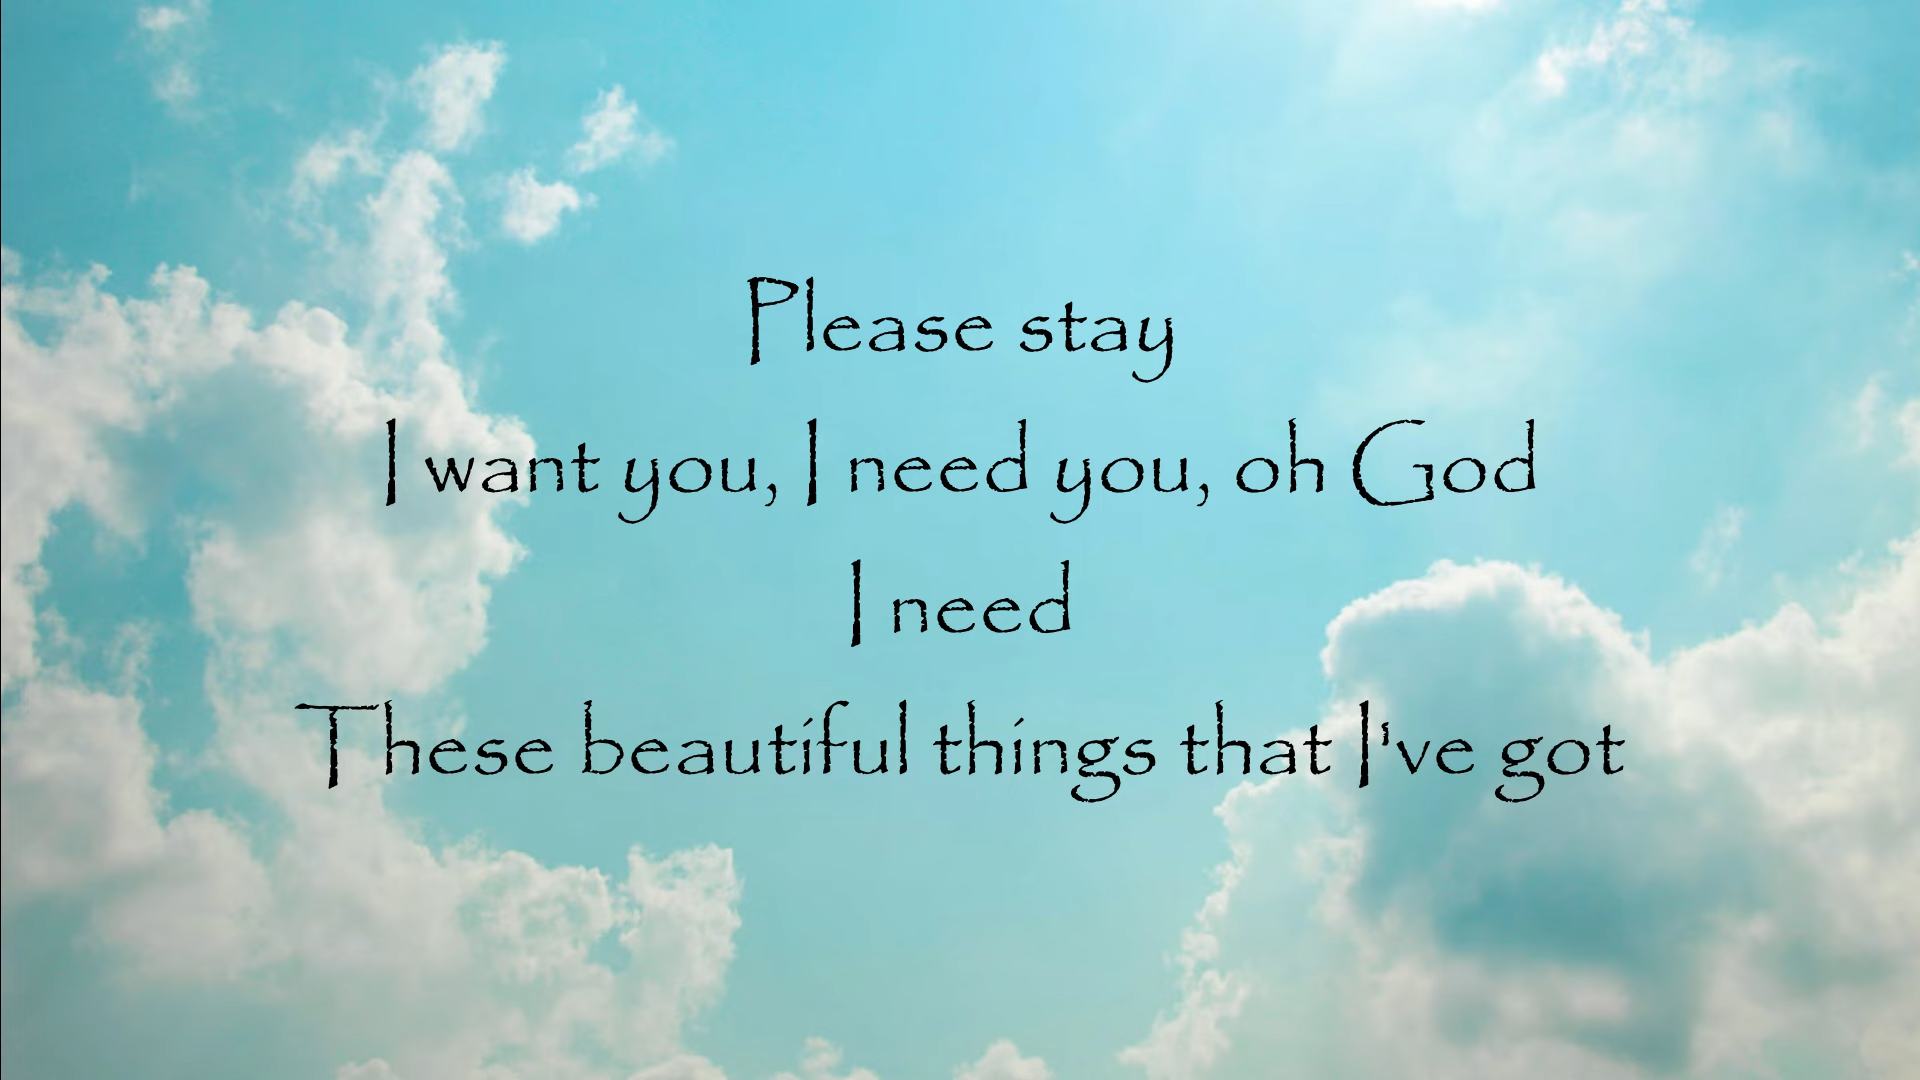 Please stay
I want you, I need you, oh God
I need
These beautiful things that I've got